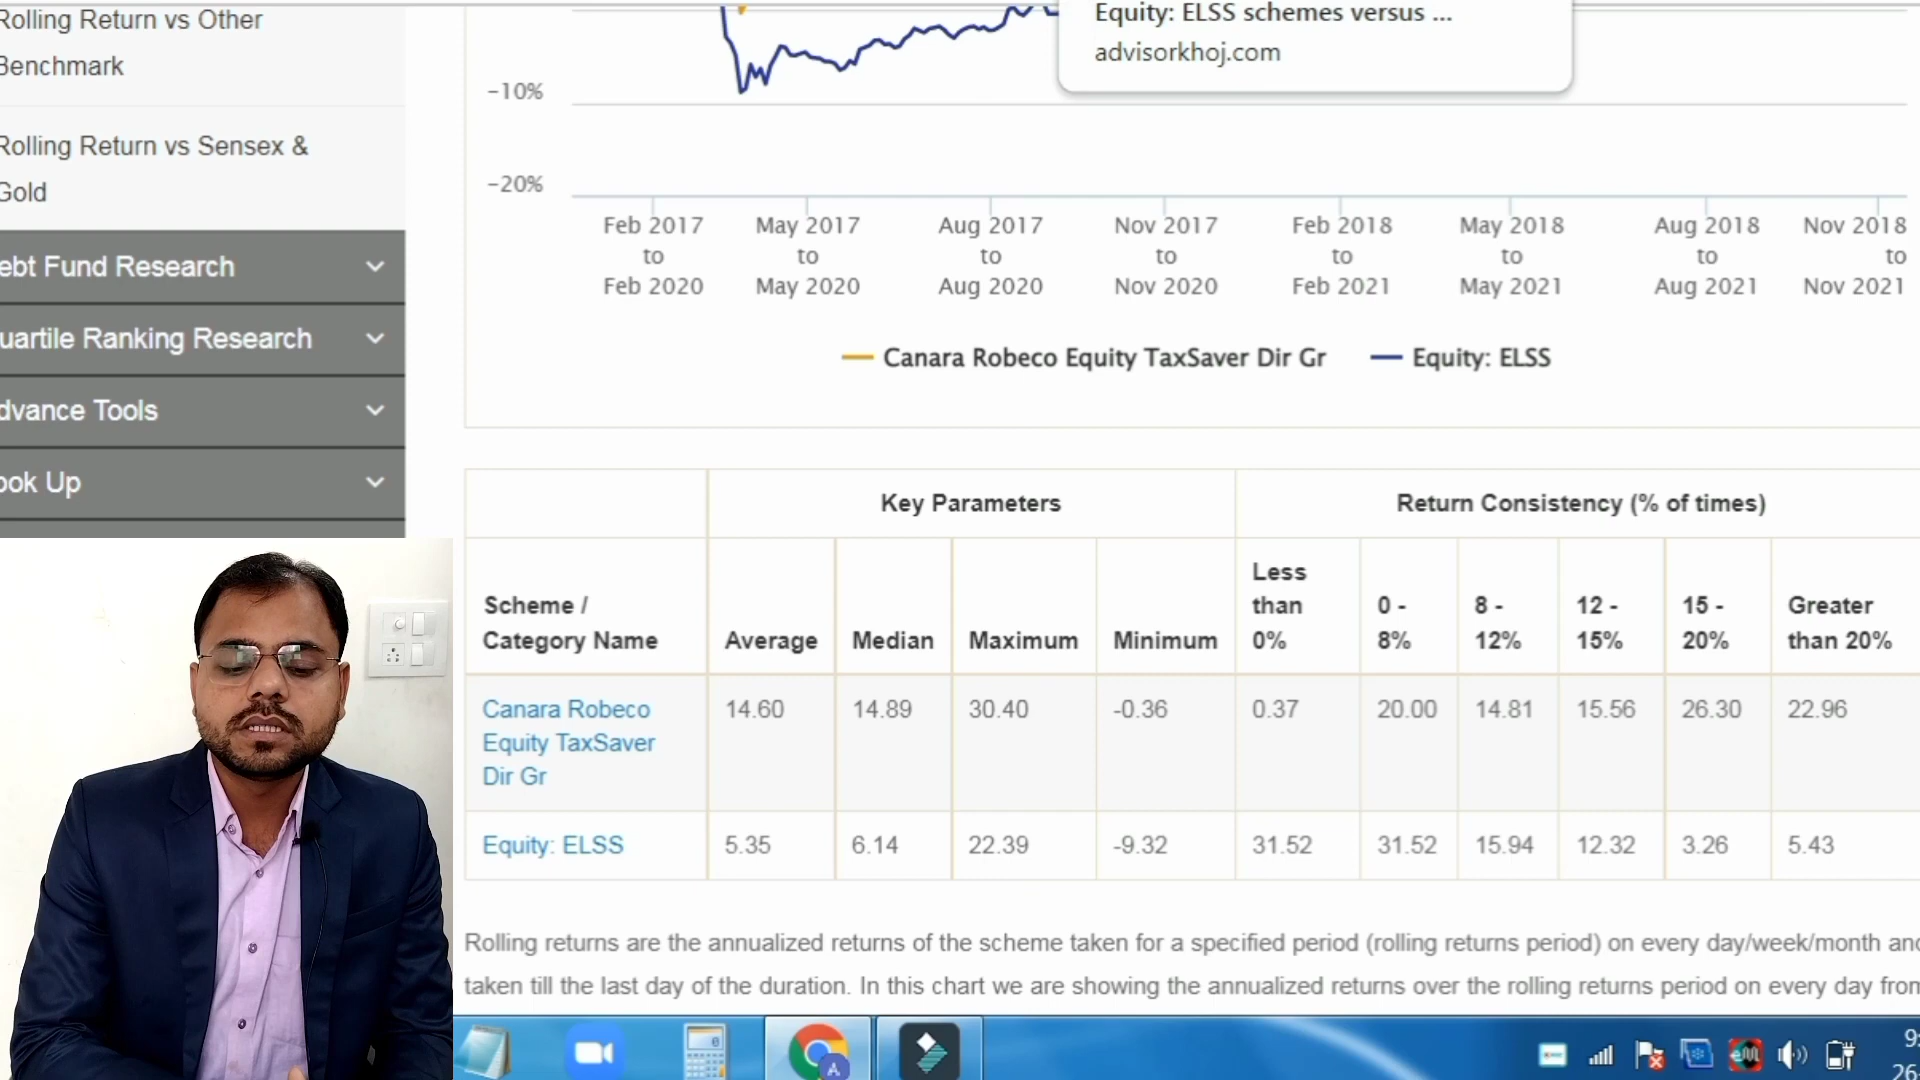 Rolling Return vs Other
Benchmark
Rolling Return vs Sensex &
Gold
ebt Fund Research
uartile Ranking Research
dvance Tools
ook Up
Equity: ELSS schemes versus ...
advisorkhoj.com
-10%
-20%
Feb 2017 to Feb 2020
May 2017 to May 2020
Aug 2017 to Aug 2020
Nov 2017 to Nov 2020
Feb 2018 to Feb 2021
May 2018 to May 2021
Aug 2018 to Aug 2021
Nov 2018 to Nov 2021
Canara Robeco Equity TaxSaver Dir Gr Equity: ELSS
Key Parameters Return Consistency (% of times)
Scheme / Category Name Average Median Maximum Minimum Less than 0% 0 - 8% 8 - 12% 12 - 15% 15 - 20% Greater than 20%
Canara Robeco Equity TaxSaver Dir Gr 14.60 14.89 30.40 -0.36 0.37 20.00 14.81 15.56 26.30 22.96
Equity: ELSS 5.35 6.14 22.39 -9.32 31.52 31.52 15.94 12.32 3.26 5.43
Rolling returns are the annualized returns of the scheme taken for a specified period (rolling returns period) on every day/week/month and
taken till the last day of the duration. In this chart we are showing the annualized returns over the rolling returns period on every day from
A
9:
26-